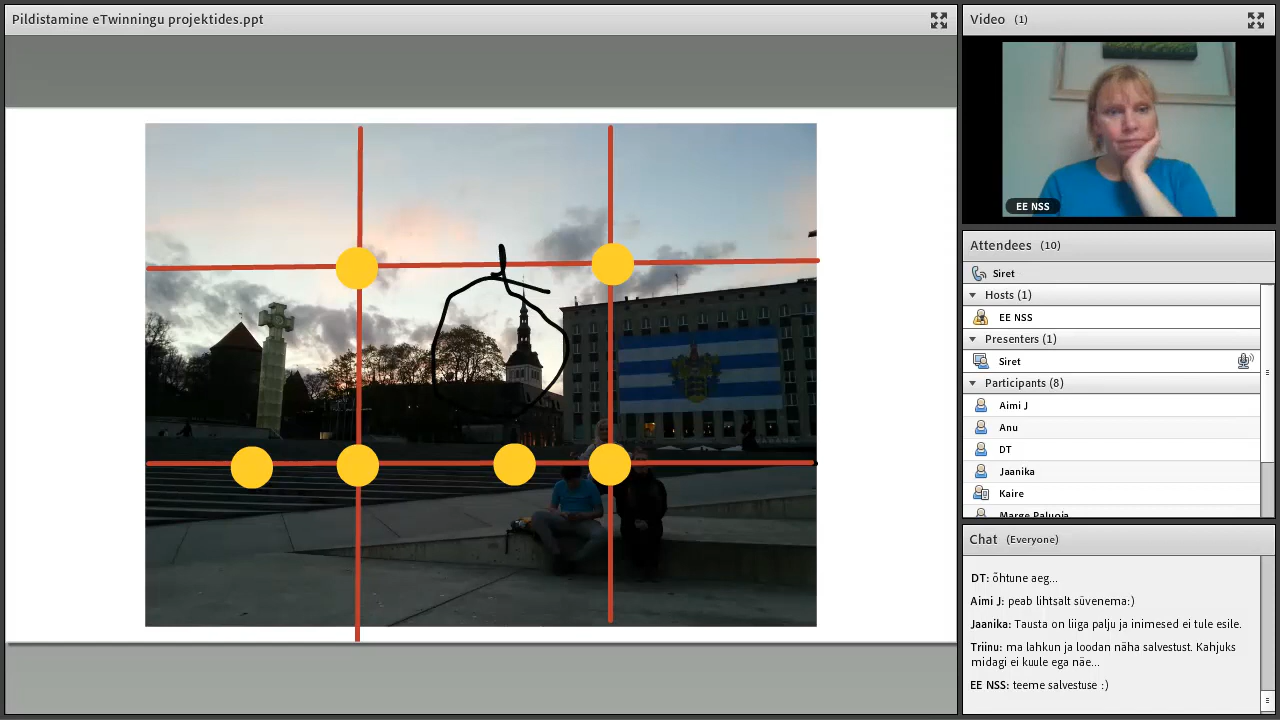 Pildistamine eTwinningu projektides.ppt
Video (1)
EE NSS
Attendees (10)
Siret
Hosts (1)
EE NSS
Presenters (1)
Siret
Participants (8)
Aimi J
Anu
DT
Jaanika
Kaire
Marge Paluoja
Chat (Everyone)
DT: õhtune aeg...
Aimi J: peab lihtsalt süvenema:)
Jaanika: Tausta on liiga palju ja inimesed ei tule esile.
Triinu: ma lahkun ja loodan näha salvestust. Kahjuks
midagi ei kuule ega näe...
EE NSS: teeme salvestuse :)